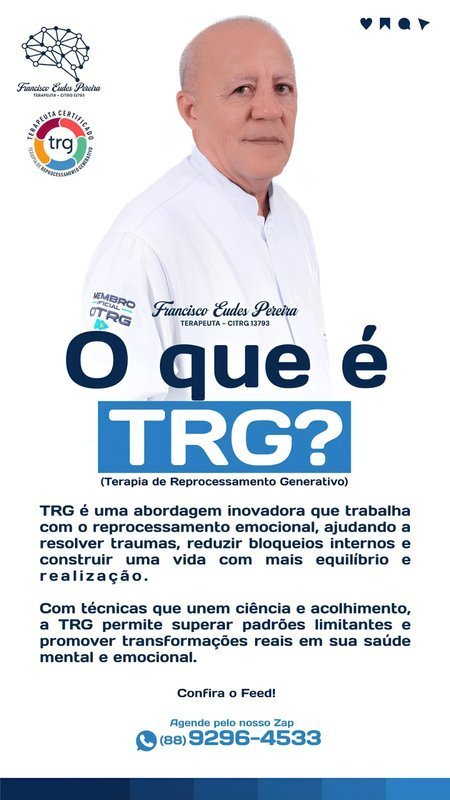 Francisco Eudes Pereira
TERAPEUTA - CITRG 13793
TERAPEUTA CERTIFICADO
trg
TERAPIA DE REPROCESSAMENTO GENERATIVO
MEMBRO
OFICIAL
TRG
Francisco Eudes Pereira
TERAPEUTA - CITRG 13793
O que é
TRG?
(Terapia de Reprocessamento Generativo)
TRG é uma abordagem inovadora que trabalha
com o reprocessamento emocional, ajudando a
resolver traumas, reduzir bloqueios internos e
construir uma vida com mais equilíbrio e
realização.
Com técnicas que unem ciência e acolhimento,
a TRG permite superar padrões limitantes e
promover transformações reais em sua saúde
mental e emocional.
Confira o Feed!
Agende pelo nosso Zap
(88) 9296-4533